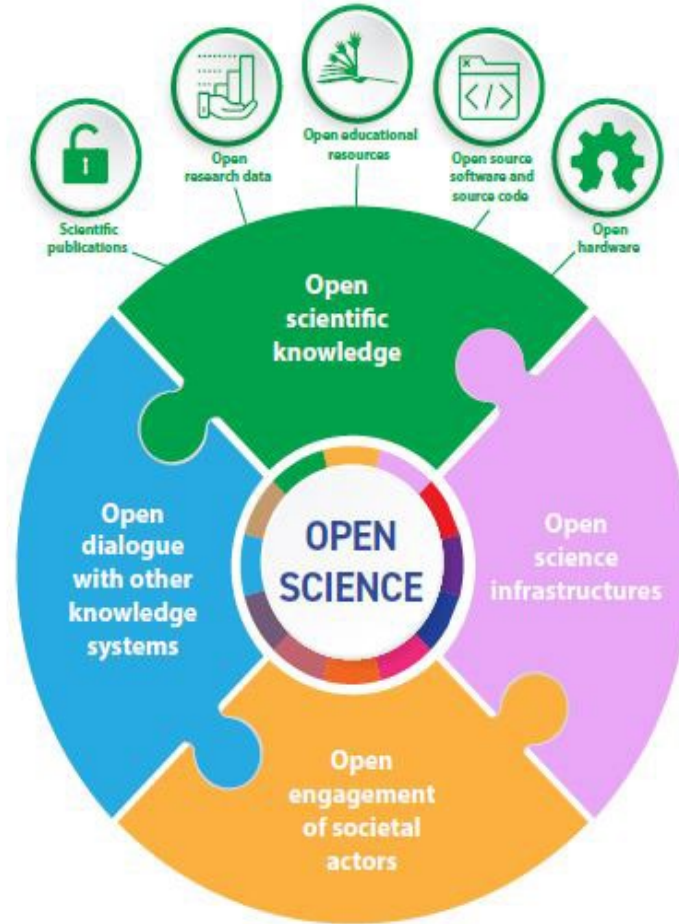 Scientific
publications
Open
research data
Open educational
resources
</>
Open source
software and
source code
Open
hardware
Open
scientific
knowledge
Open
dialogue
with other
knowledge
systems
OPEN
SCIENCE
Open
science
infrastructures
Open
engagement
of societal
actors